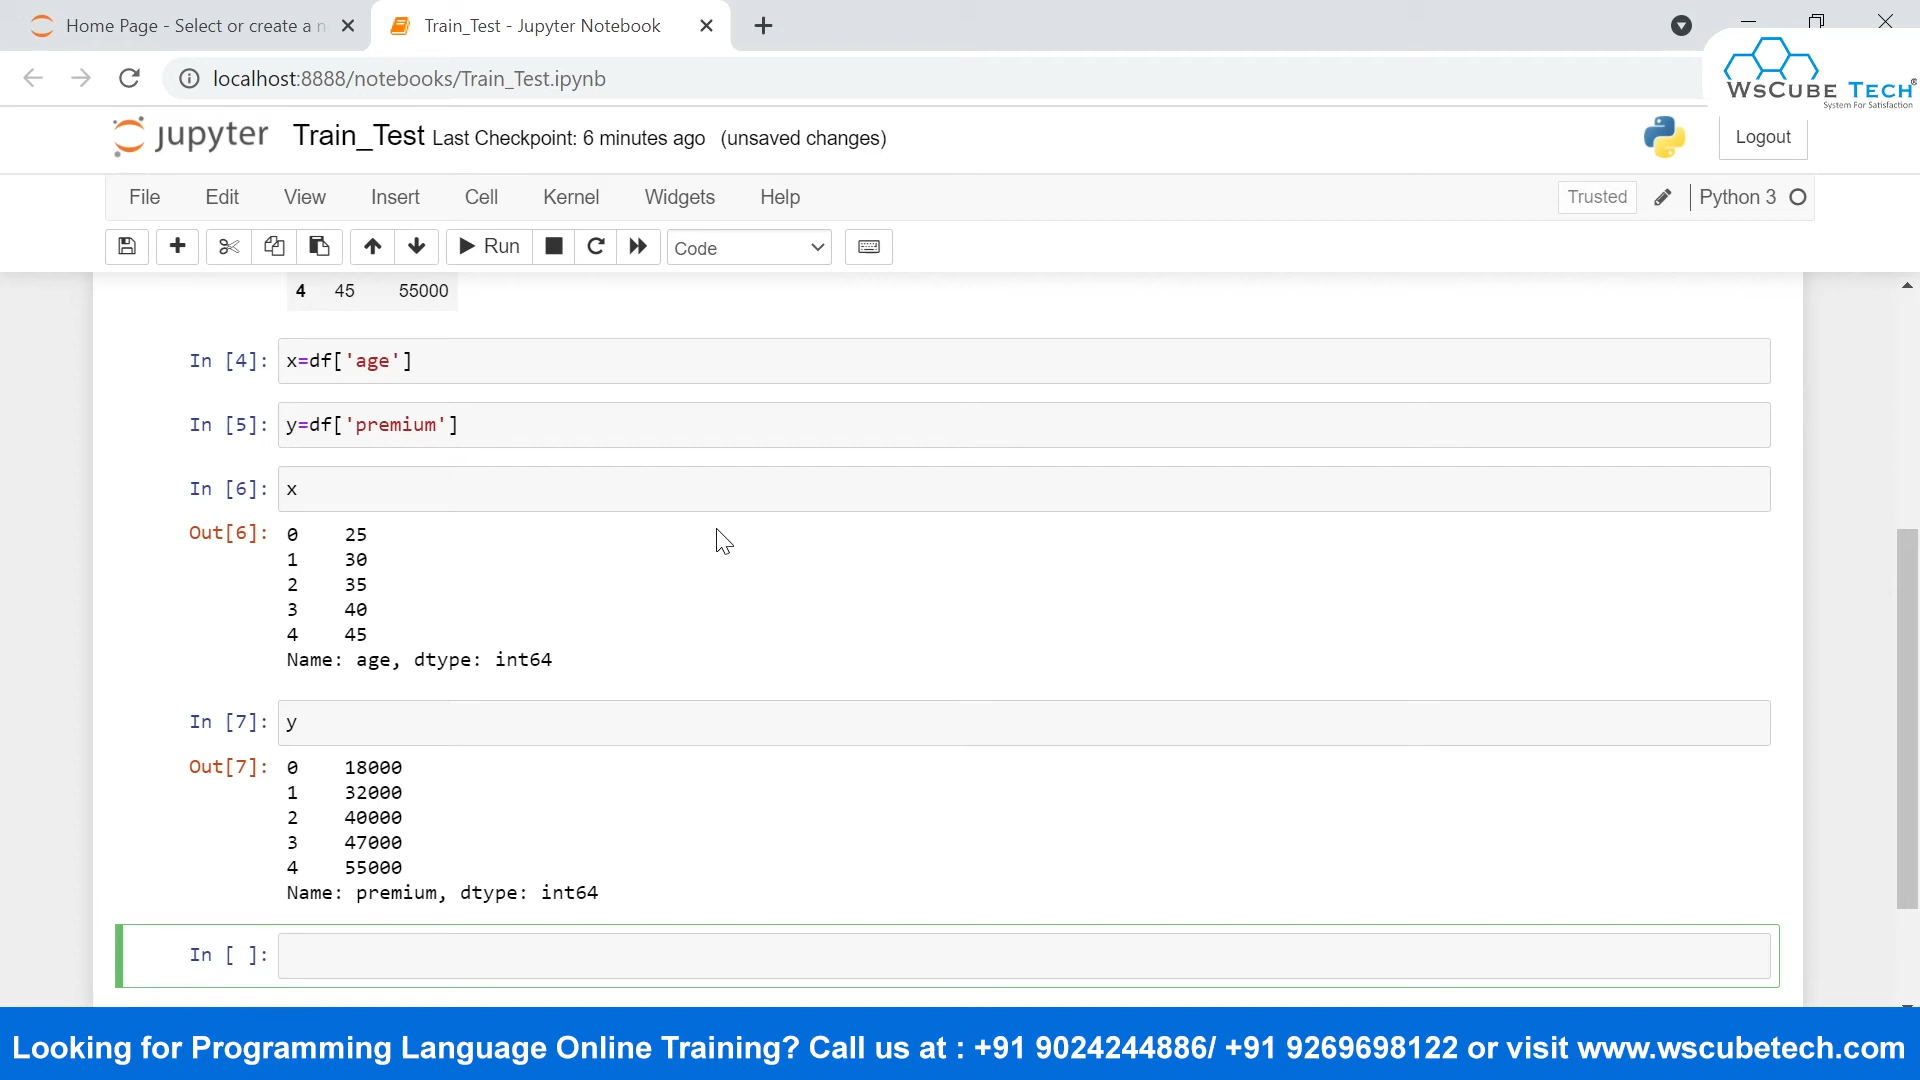 Home Page - Select or create a n
Train_Test - Jupyter Notebook
localhost:8888/notebooks/Train_Test.ipynb
WsCube Tech
System For Satisfaction
jupyter Train_Test Last Checkpoint: 6 minutes ago (unsaved changes)
Logout
File Edit View Insert Cell Kernel Widgets Help
Trusted Python 3
Run Code
4 45 55000
In [4]: x=df['age']
In [5]: y=df['premium']
In [6]: x
Out[6]: 0 25
1 30
2 35
3 40
4 45
Name: age, dtype: int64
In [7]: y
Out[7]: 0 18000
1 32000
2 40000
3 47000
4 55000
Name: premium, dtype: int64
In [ ]:
Looking for Programming Language Online Training? Call us at : +91 9024244886/ +91 9269698122 or visit www.wscubetech.com